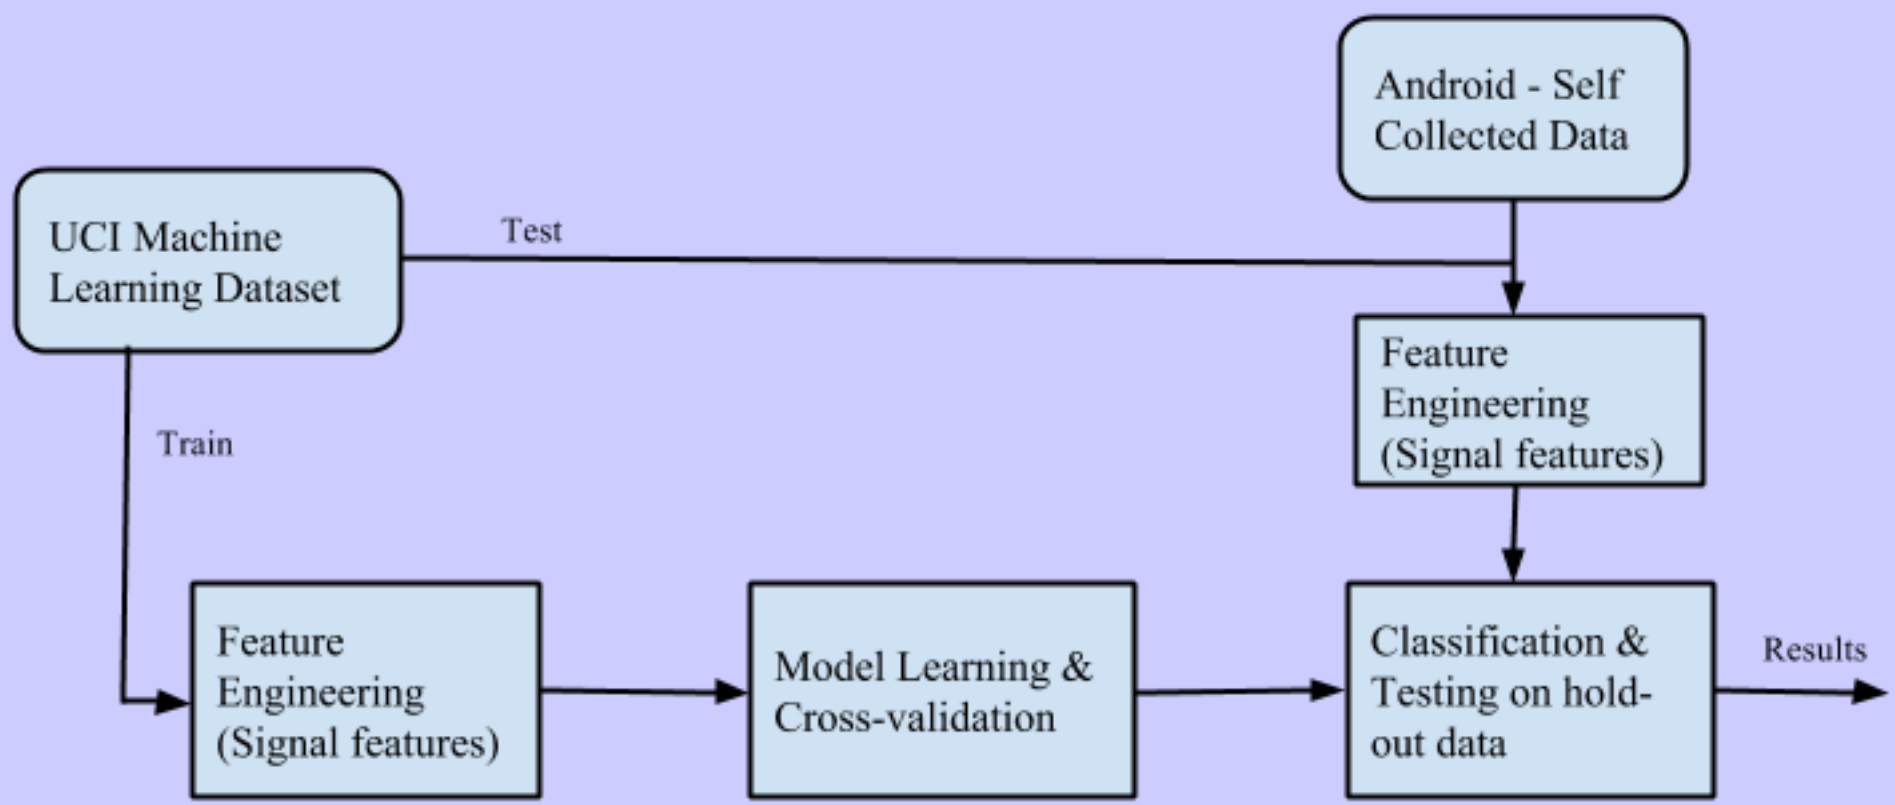 Android - Self
Collected Data
UCI Machine
Learning Dataset
Test
Train
Feature
Engineering
(Signal features)
Feature
Engineering
(Signal features)
Model Learning &
Cross-validation
Classification &
Testing on hold-
out data
Results